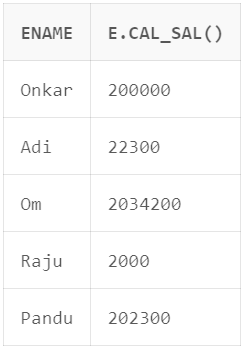 ENAME E.CAL_SAL()
Onkar 200000
Adi 22300
Om 2034200
Raju 2000
Pandu 202300